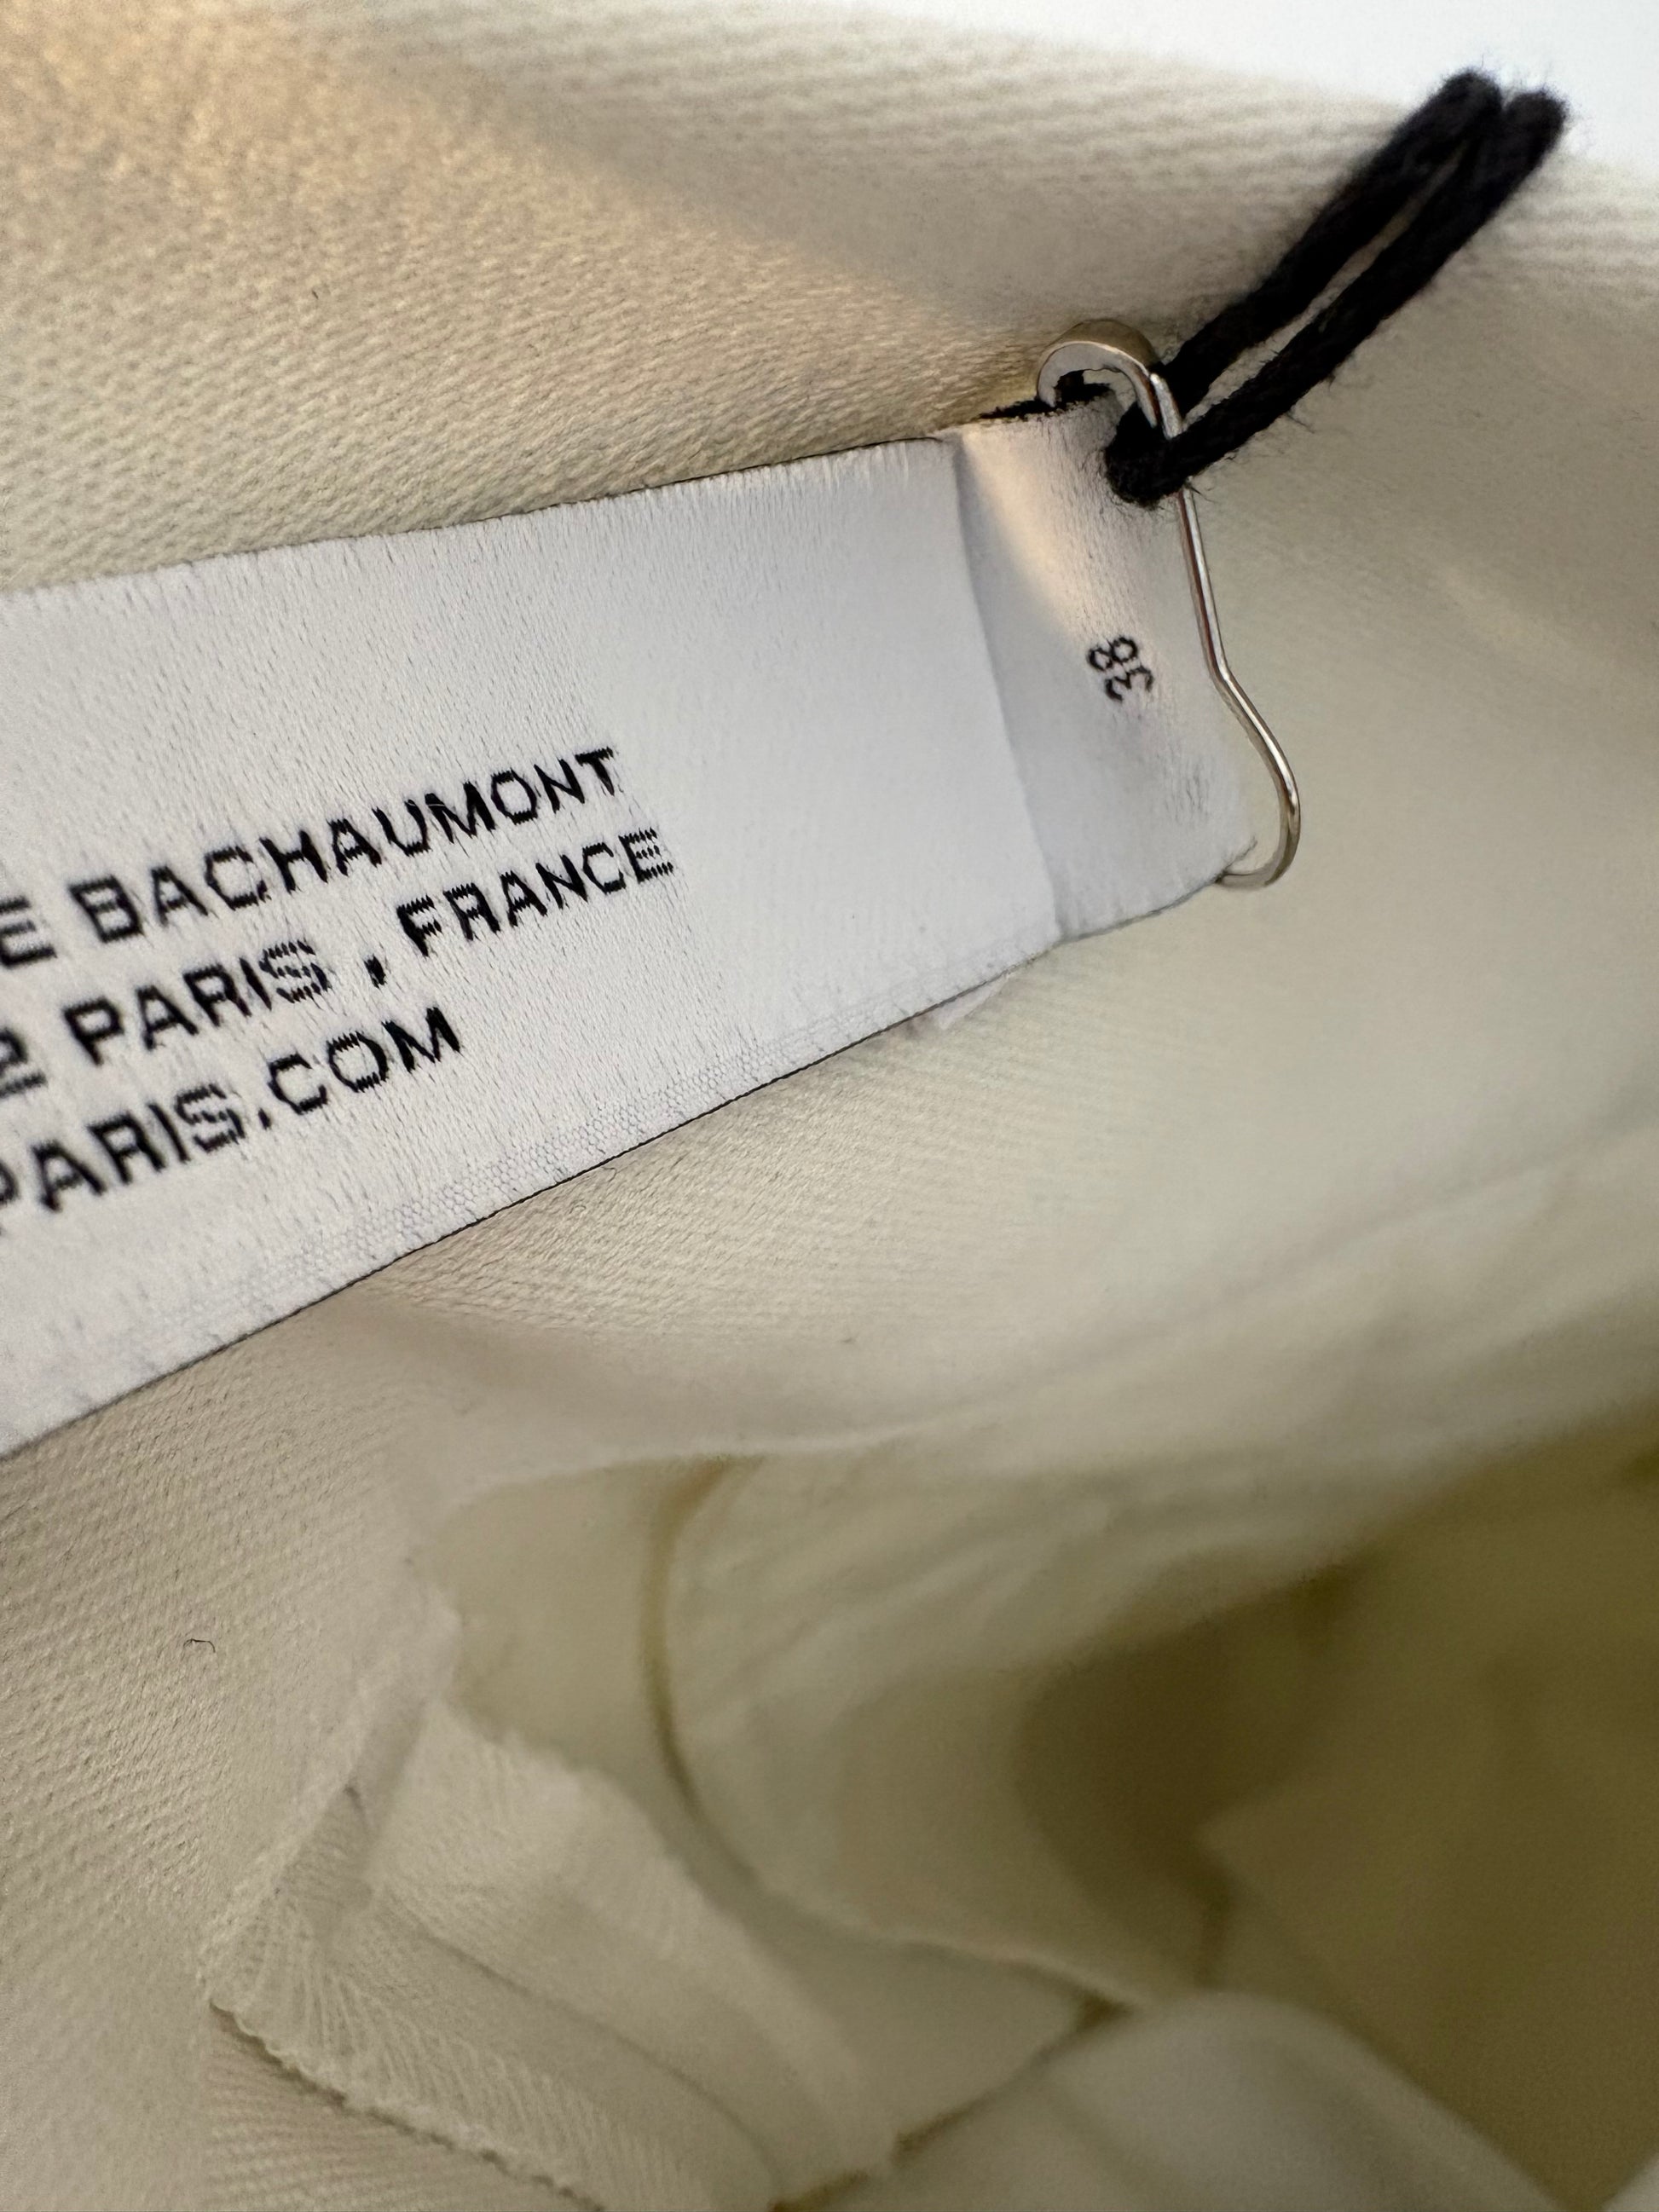 E BACHAUMONT
2 PARIS , FRANCE
PARIS.COM
38